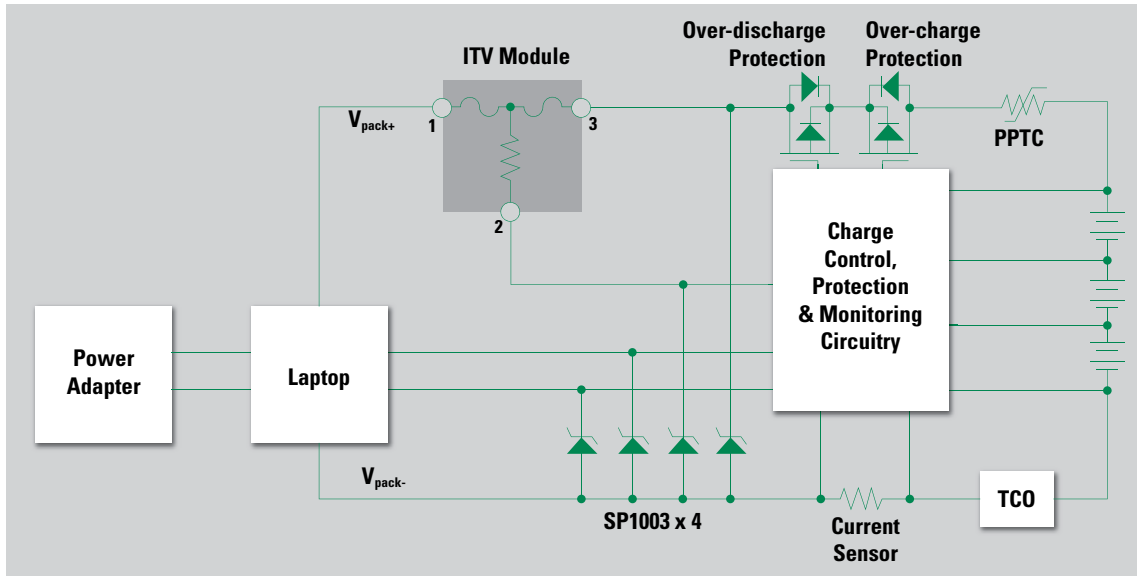 Over-discharge
Protection
Over-charge
Protection
ITV Module
Vpack+
1
3
2
PPTC
Charge
Control,
Protection
& Monitoring
Circuitry
Power
Adapter
Laptop
Vpack-
SP1003 x 4
Current
Sensor
TCO